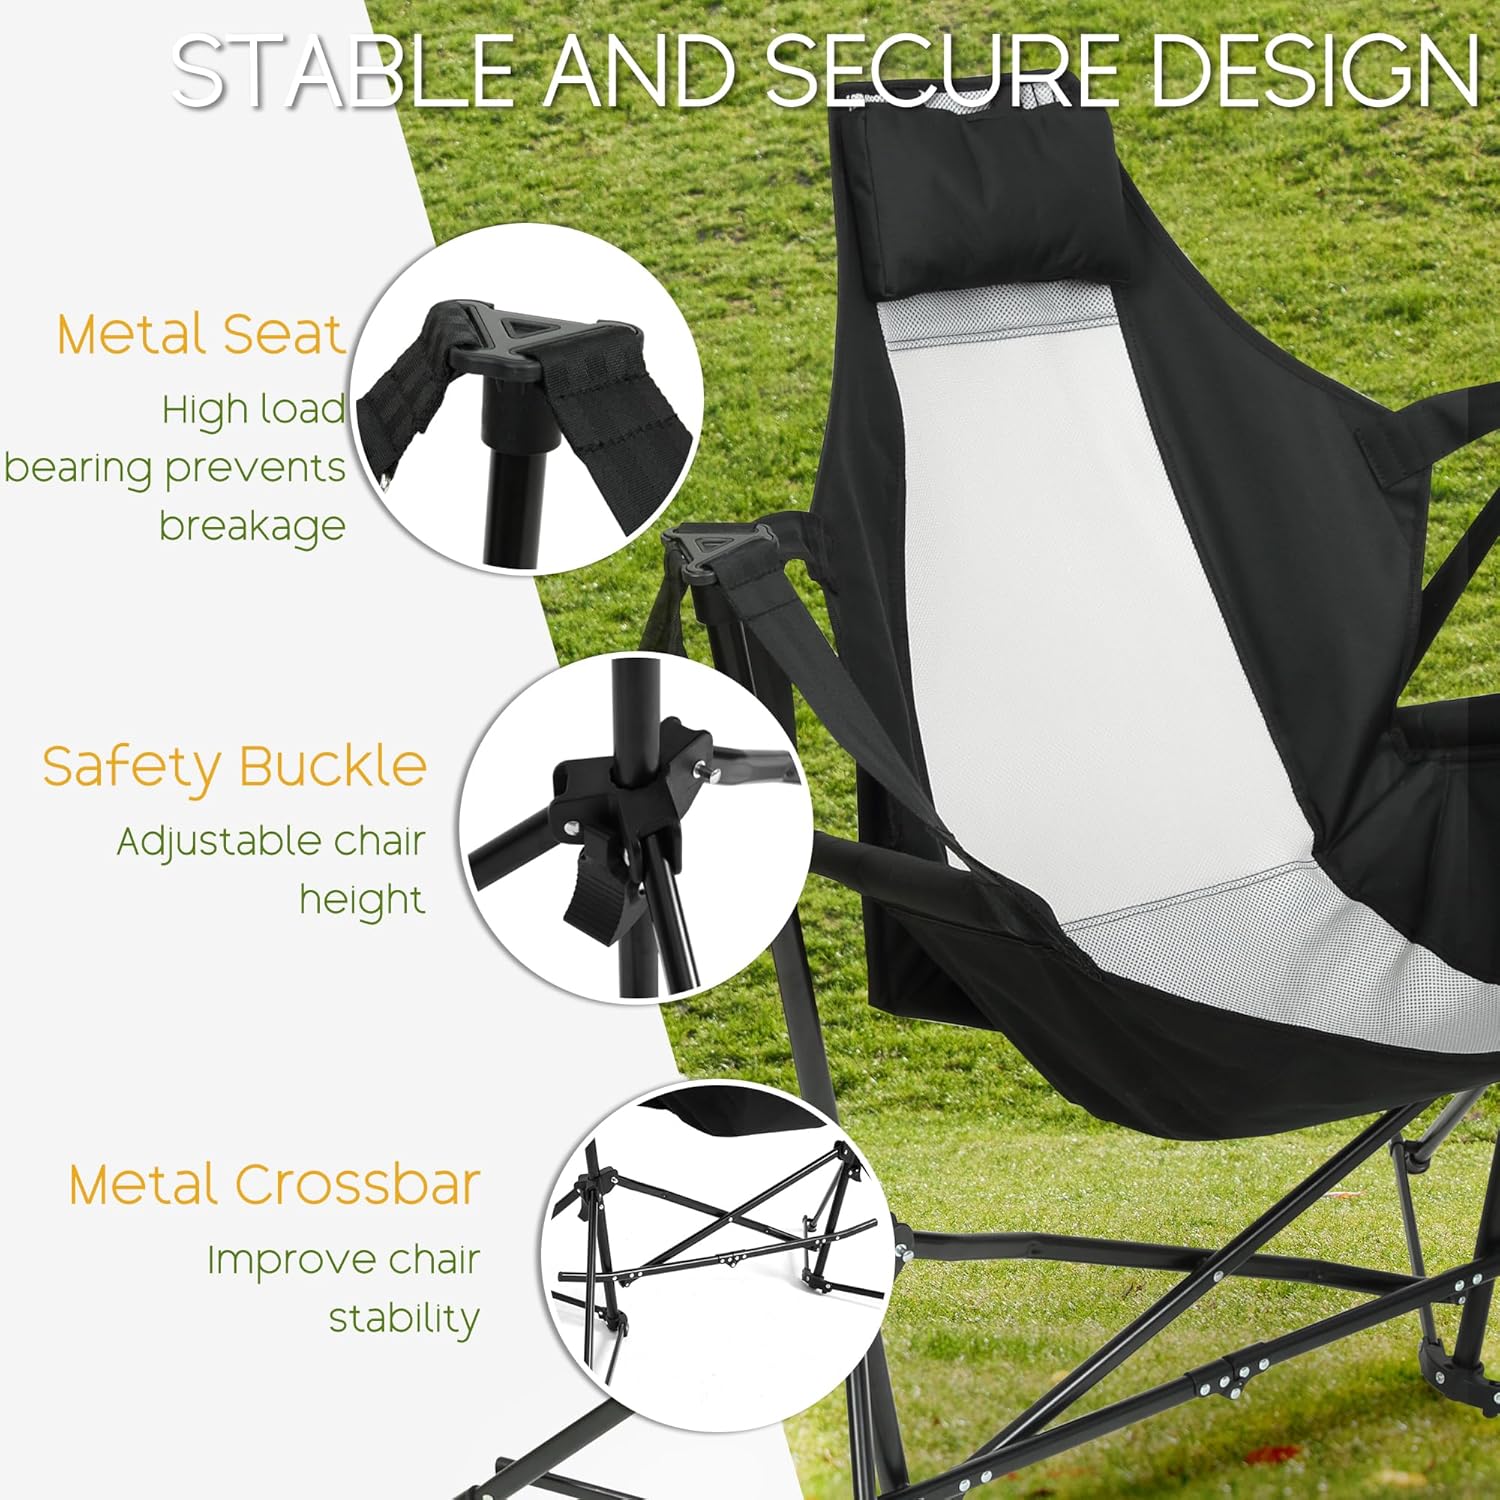 STABLE AND SECURE DESIGN
Metal Seat
High load
bearing prevents
breakage
Safety Buckle
Adjustable chair
height
Metal Crossbar
Improve chair
stability